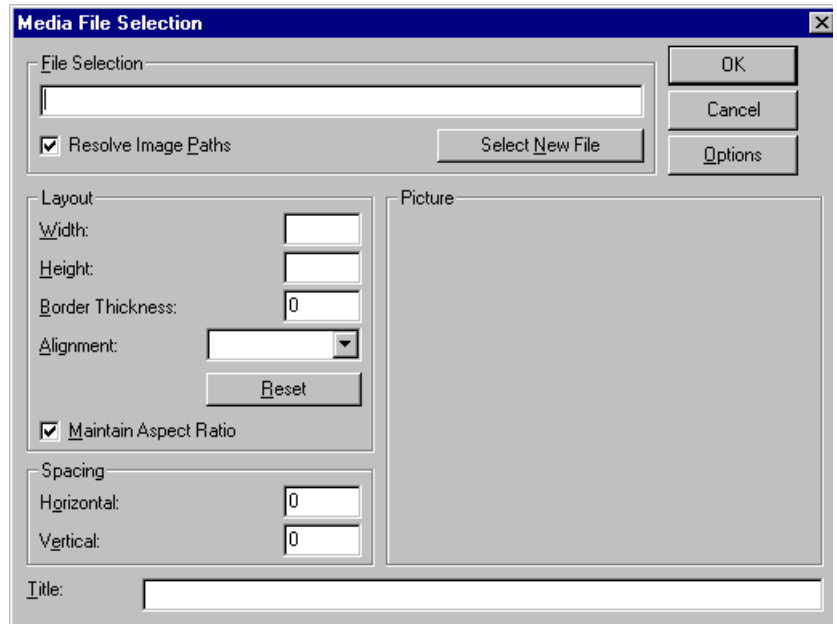 Media File Selection
File Selection
OK
Cancel
Resolve Image Paths
Select New File
Options
Layout
Picture
Width:
Height:
Border Thickness:
0
Alignment:
Reset
Maintain Aspect Ratio
Spacing
Horizontal:
0
Vertical:
0
Title: